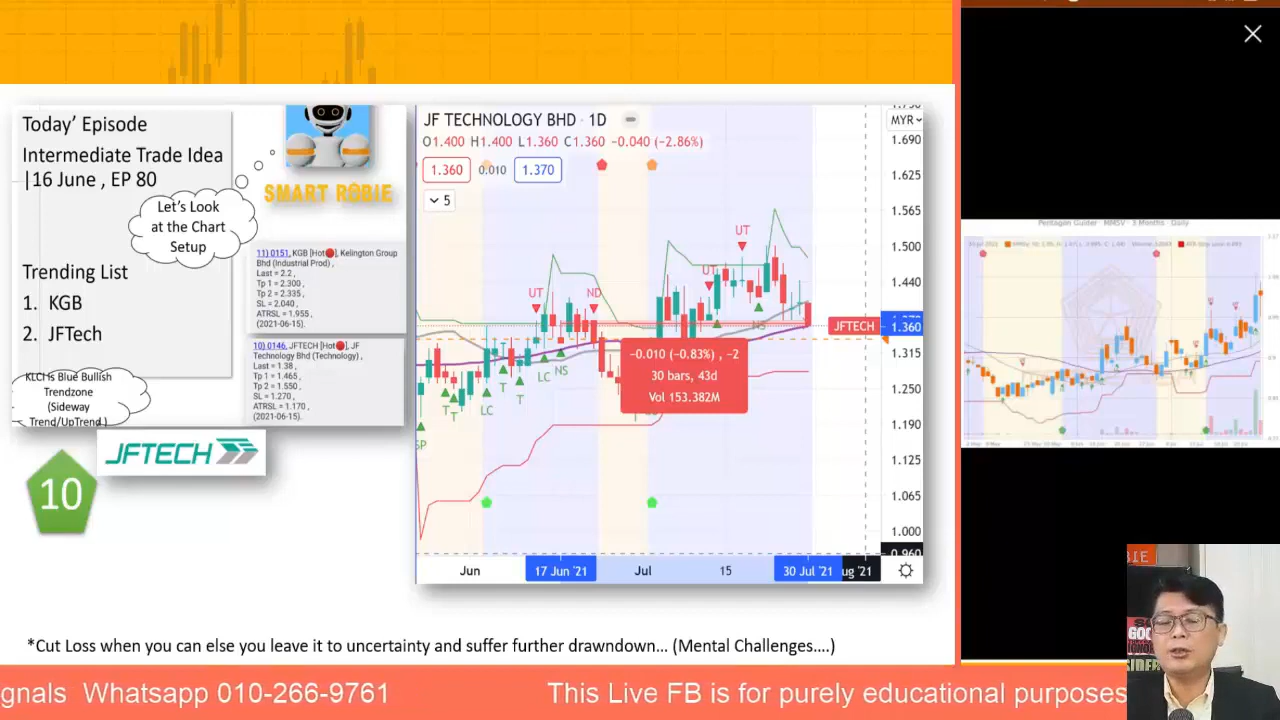 Today' Episode
Intermediate Trade Idea
|16 June , EP 80
Let's Look
at the Chart
Setup
SMART ROBIE
Trending List
1. KGB
2. JFTech
11) 0151, KGB [Hot🔴], Kelington Group
Bhd (Industrial Prod) ,
Last = 2.2 ,
Tp 1 = 2.300 ,
Tp 2 = 2.335 ,
SL = 2.040 ,
ATRSL = 1.955 ,
(2021-06-15).
10) 0146, JFTECH [Hot🔴], JF
Technology Bhd (Technology) ,
Last = 1.38 ,
Tp 1 = 1.465 ,
Tp 2 = 1.550 ,
SL = 1.270 ,
ATRSL = 1.170 ,
(2021-06-15).
KLCI is Blue Bullish
Trendzone
(Sideway
Trend/UpTrend )
JFTECH
10
JF TECHNOLOGY BHD · 1D
MYR
O1.400 H1.400 L1.360 C1.360 -0.040 (-2.86%)
1.360 0.010 1.370
5
1.690
1.625
1.565
1.500
1.440
JFTECH 1.360
1.315
1.250
1.190
1.125
1.065
1.000
0.960
UT
ND
UT
UT
NS
LC NS
T
T
T
T
LC
SP
-0.010 (-0.83%) , -2
30 bars, 43d
Vol 153.382M
Jun 17 Jun '21 Jul 15 30 Jul '21 ug '21
*Cut Loss when you can else you leave it to uncertainty and suffer further drawndown... (Mental Challenges....)
gnals Whatsapp 010-266-9761 This Live FB is for purely educational purposes